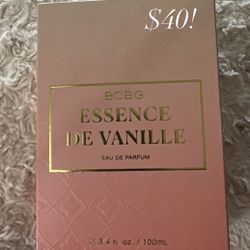 $40!
BCBG
ESSENCE
DE VANILLE
EAU DE PARFUM
3.4 fl. oz. / 100mL